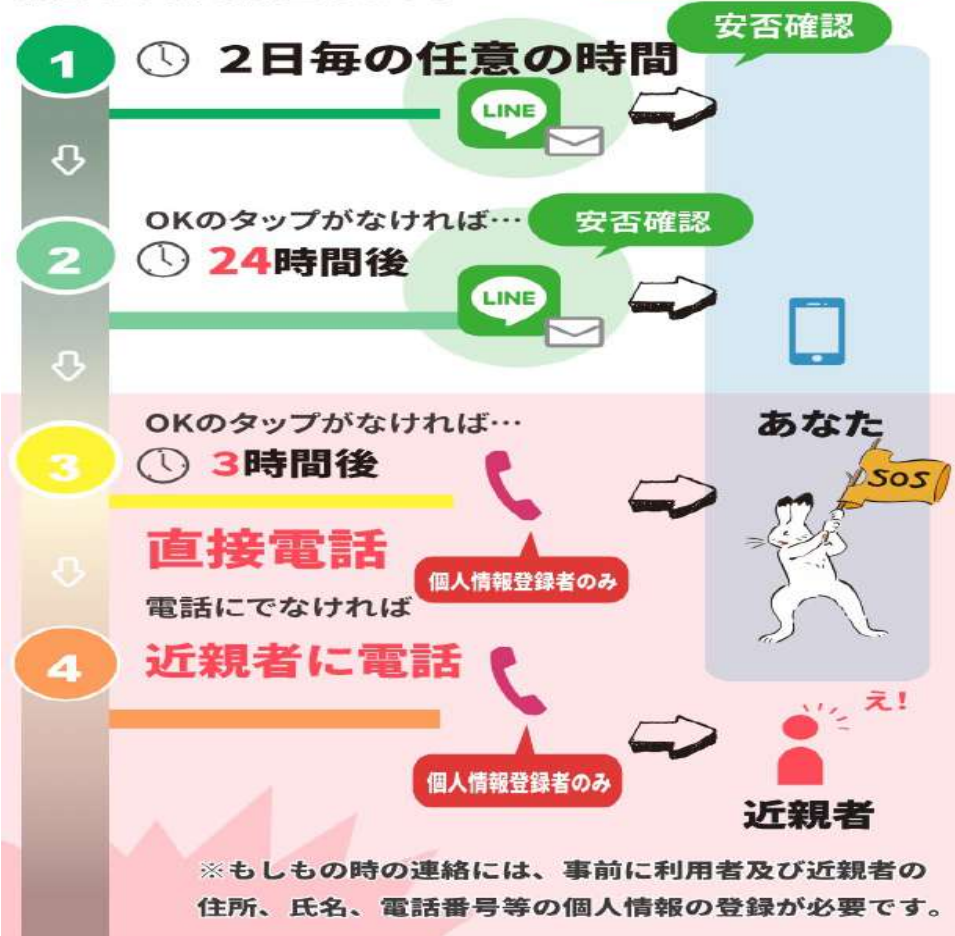 安否確認
1
2日毎の任意の時間
LINE
OKのタップがなければ…
安否確認
2
24時間後
LINE
OKのタップがなければ…
あなた
3
3時間後
SOS
直接電話
個人情報登録者のみ
電話にでなければ
4
近親者に電話
え!
個人情報登録者のみ
近親者
※もしもの時の連絡には、事前に利用者及び近親者の
住所、氏名、電話番号等の個人情報の登録が必要です。